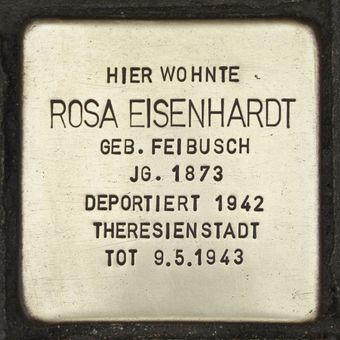 HIER WOHNTE
ROSA EISENHARDT
GEB. FEIBUSCH
JG. 1873
DEPORTIERT 1942
THERESIENSTADT
TOT 9.5.1943